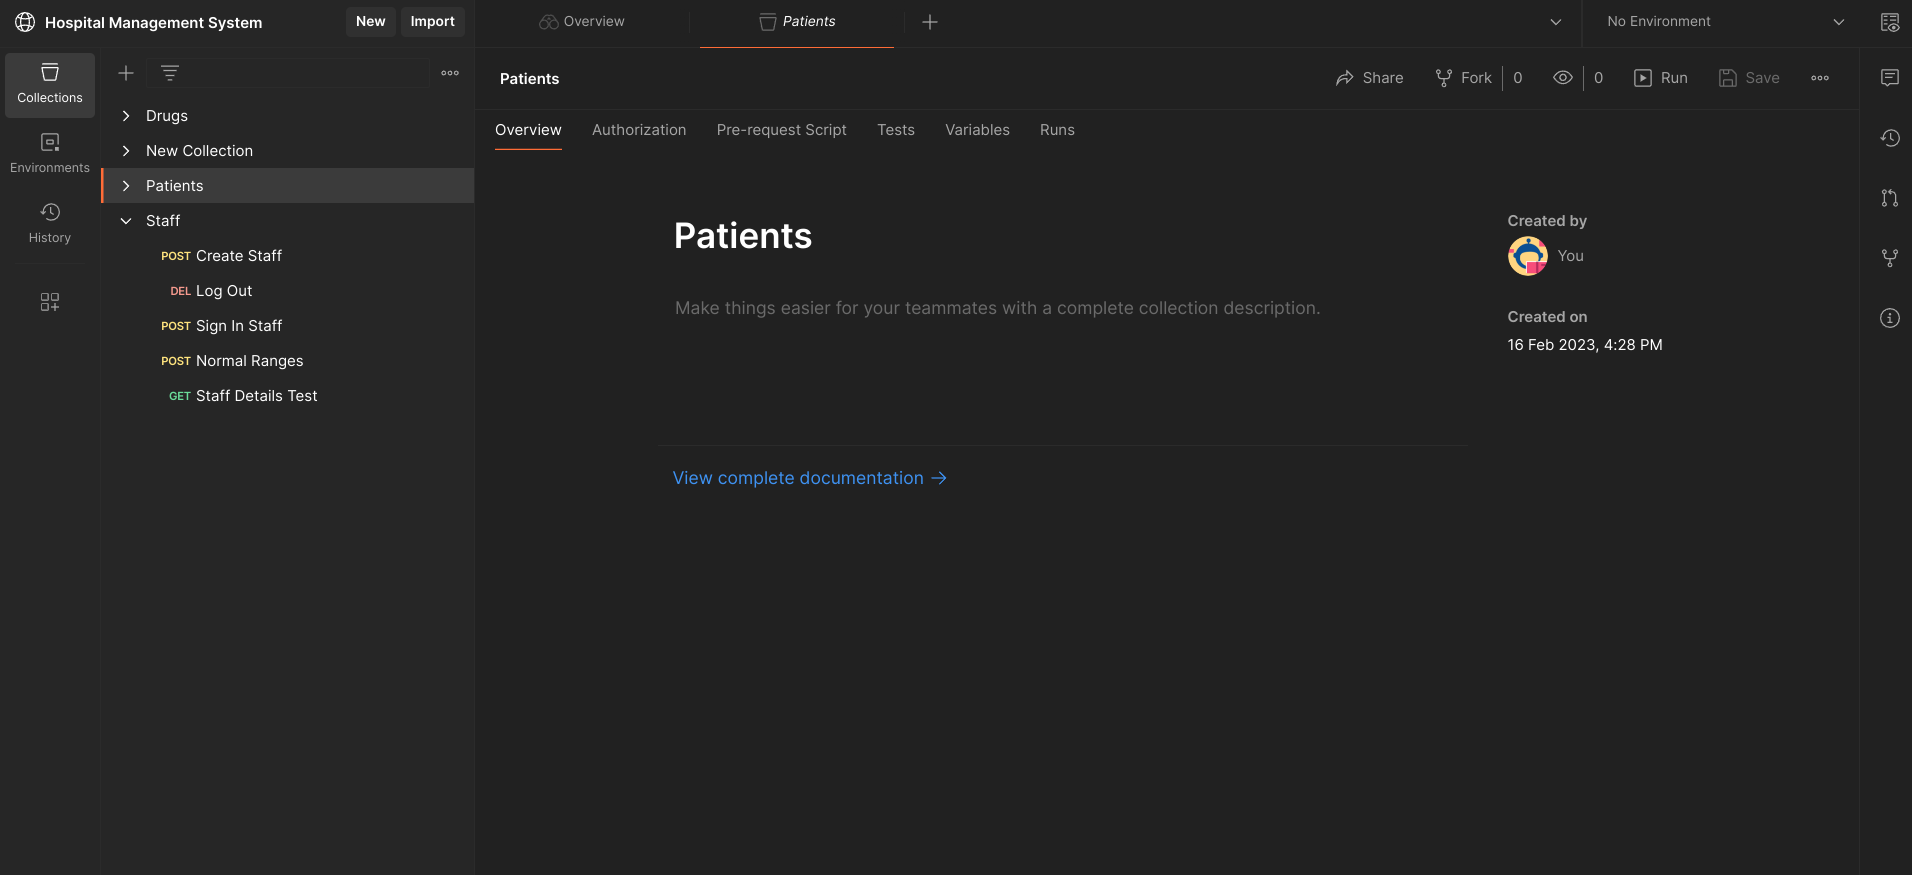 Hospital Management System
New
Import
Overview
Patients
No Environment
Collections
Environments
History
Drugs
New Collection
Patients
Staff
POST Create Staff
DEL Log Out
POST Sign In Staff
POST Normal Ranges
GET Staff Details Test
Patients
Share
Fork 0
0
Run
Save
Overview
Authorization
Pre-request Script
Tests
Variables
Runs
Patients
Make things easier for your teammates with a complete collection description.
View complete documentation →
Created by
You
Created on
16 Feb 2023, 4:28 PM